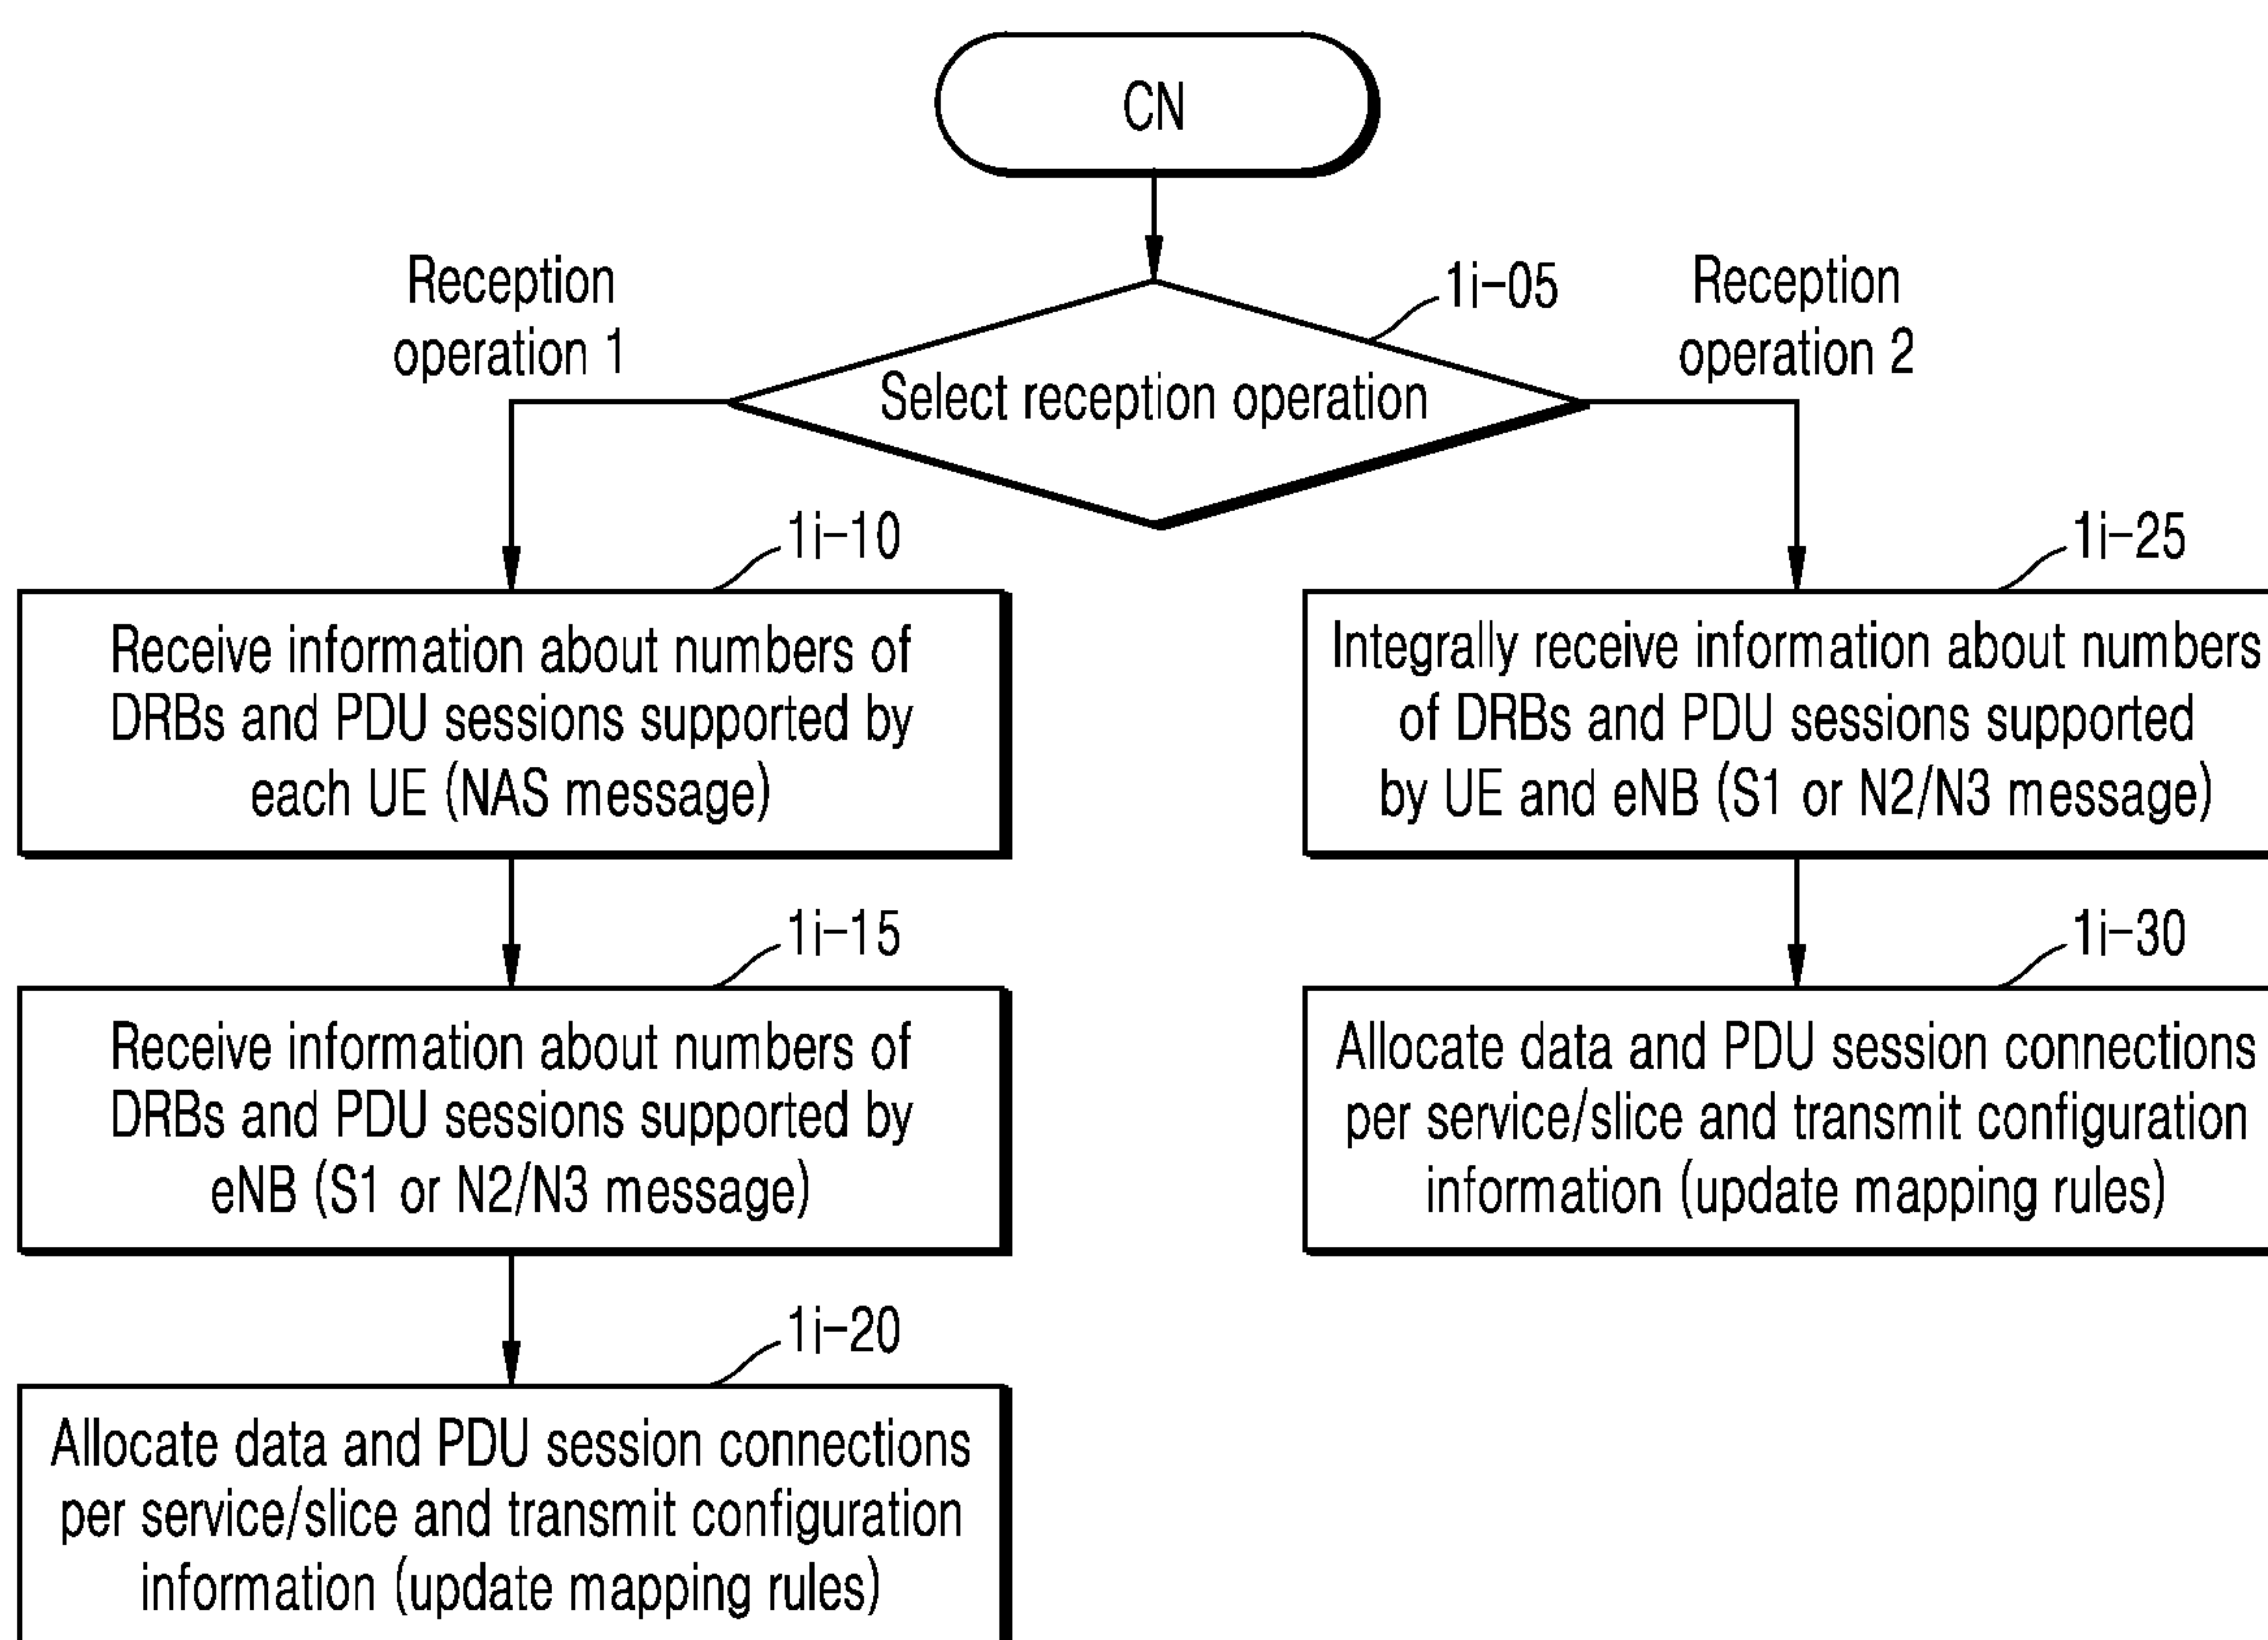 CN
Reception
operation 1
1i-05
Reception
operation 2
Select reception operation
1i-10
Receive information about numbers of
DRBs and PDU sessions supported by
each UE (NAS message)
1i-15
Receive information about numbers of
DRBs and PDU sessions supported by
eNB (S1 or N2/N3 message)
1i-20
Allocate data and PDU session connections
per service/slice and transmit configuration
information (update mapping rules)
1i-25
Integrally receive information about numbers
of DRBs and PDU sessions supported
by UE and eNB (S1 or N2/N3 message)
1i-30
Allocate data and PDU session connections
per service/slice and transmit configuration
information (update mapping rules)